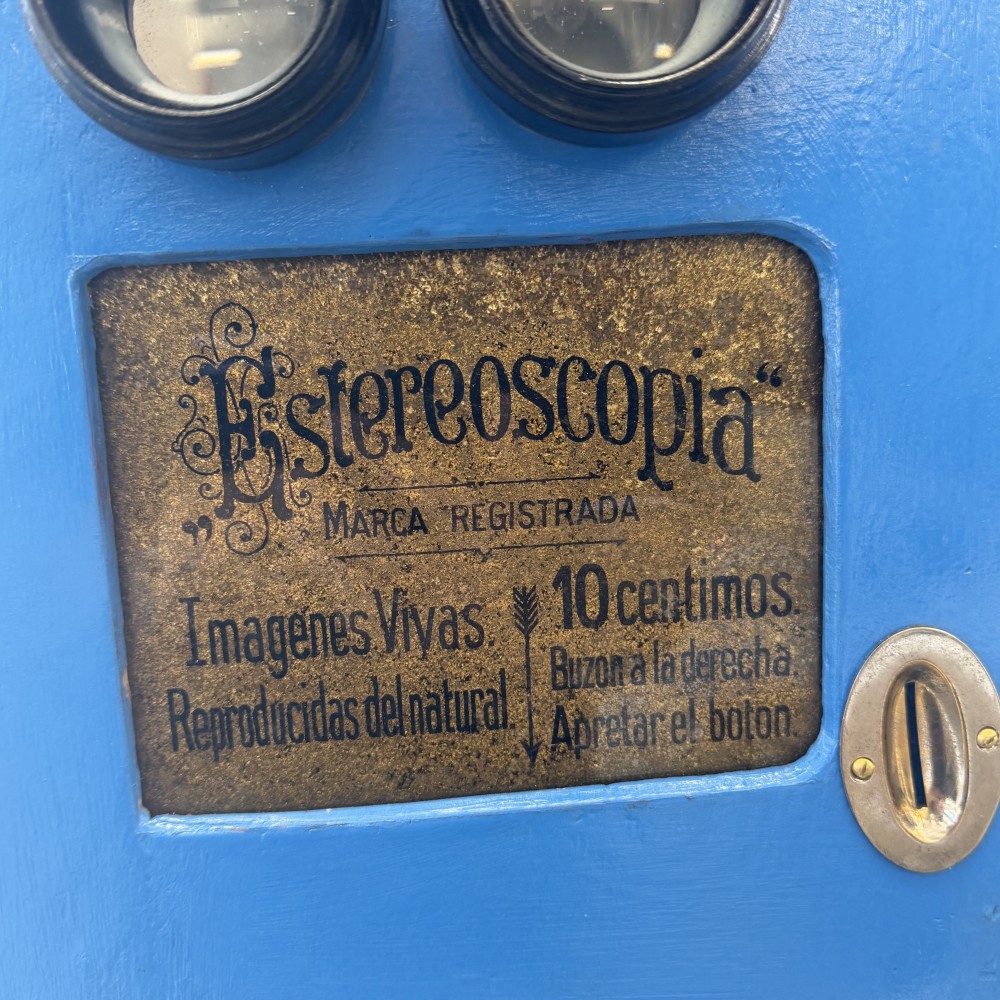 „Estereoscopia“
MARCA REGISTRADA
Imagenes Vivas.
Reproducidas del natural.
10 centimos.
Buzon á la derecha.
Apretar el boton.